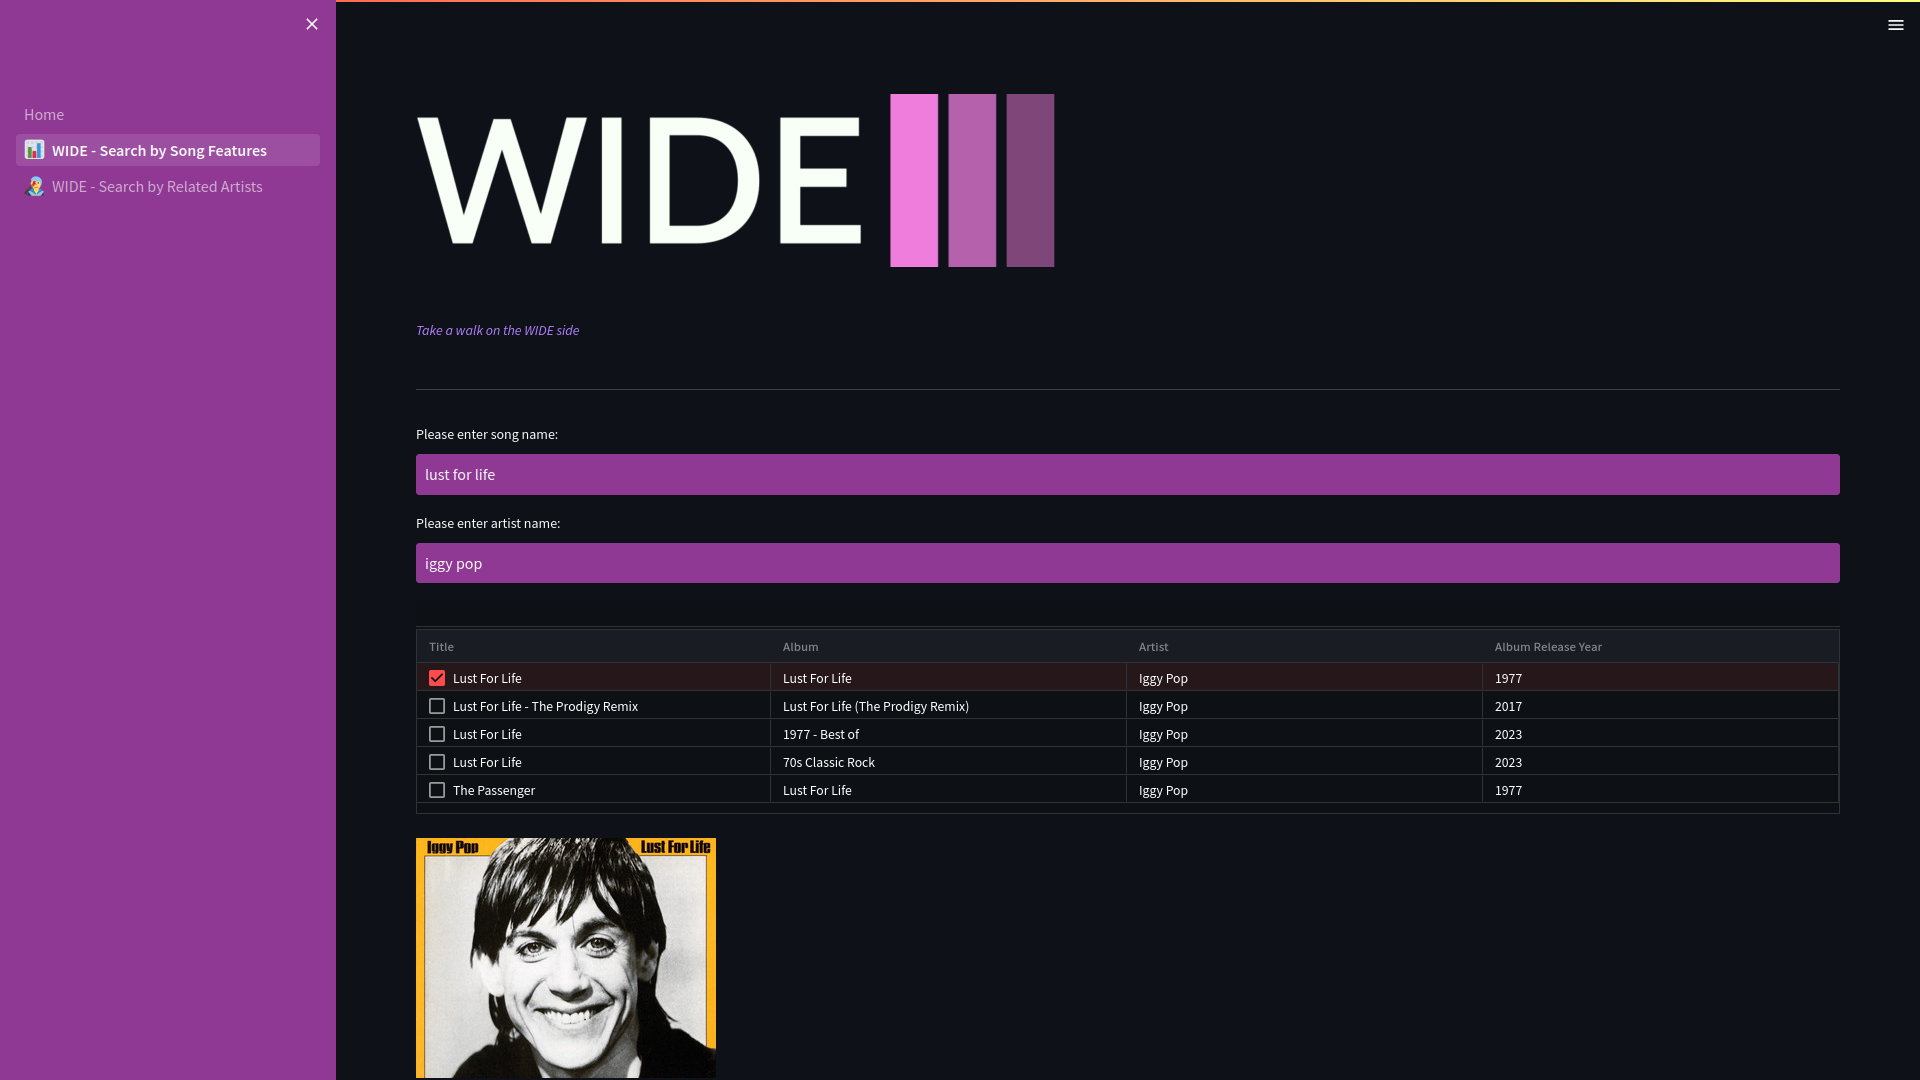 Home
WIDE - Search by Song Features
WIDE - Search by Related Artists
WIDE
Take a walk on the WIDE side
Please enter song name:
lust for life
Please enter artist name:
iggy pop
Title Album Artist Album Release Year
Lust For Life Lust For Life Iggy Pop 1977
Lust For Life - The Prodigy Remix Lust For Life (The Prodigy Remix) Iggy Pop 2017
Lust For Life 1977 - Best of Iggy Pop 2023
Lust For Life 70s Classic Rock Iggy Pop 2023
The Passenger Lust For Life Iggy Pop 1977
Iggy Pop Lust For Life